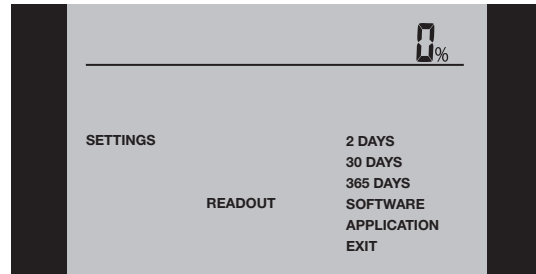 0%
SETTINGS 2 DAYS
30 DAYS
365 DAYS
READOUT SOFTWARE
APPLICATION
EXIT